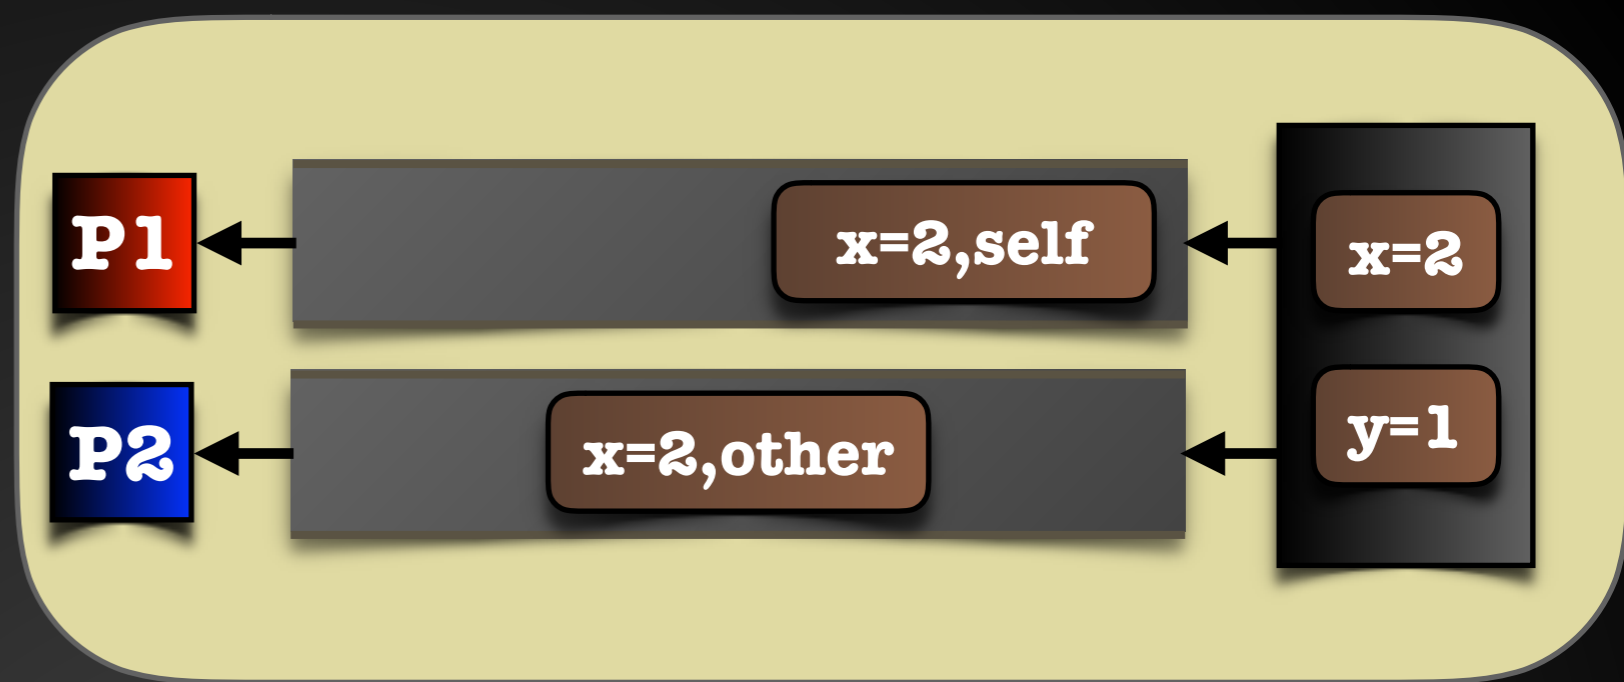 P1
x=2,self
x=2
P2
x=2,other
y=1